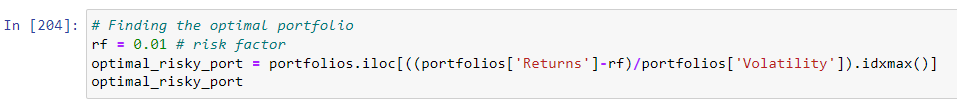 In [204]: # Finding the optimal portfolio
rf = 0.01 # risk factor
optimal_risky_port = portfolios.iloc[((portfolios['Returns']-rf)/portfolios['Volatility']).idxmax()]
optimal_risky_port